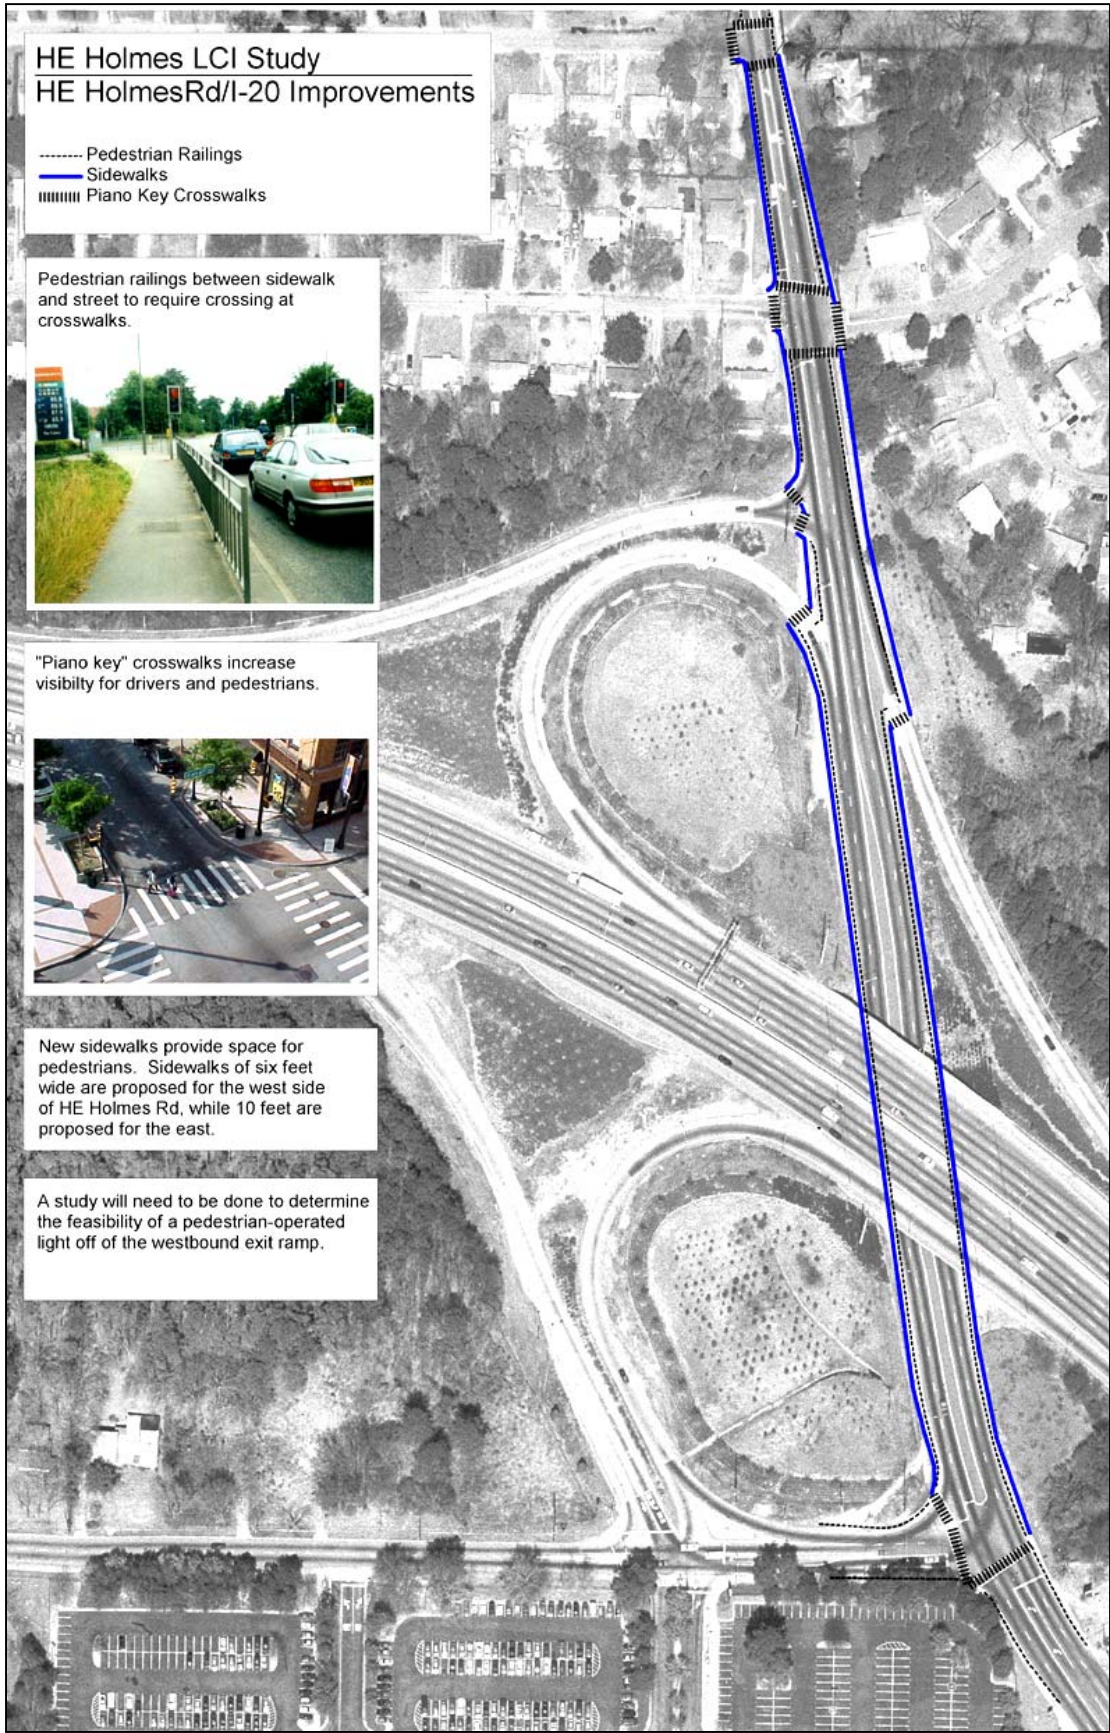 HE Holmes LCI Study
HE HolmesRd/I-20 Improvements
Pedestrian Railings
Sidewalks
Piano Key Crosswalks
Pedestrian railings between sidewalk
and street to require crossing at
crosswalks.
"Piano key" crosswalks increase
visibilty for drivers and pedestrians.
New sidewalks provide space for
pedestrians. Sidewalks of six feet
wide are proposed for the west side
of HE Holmes Rd, while 10 feet are
proposed for the east.
A study will need to be done to determine
the feasibility of a pedestrian-operated
light off of the westbound exit ramp.